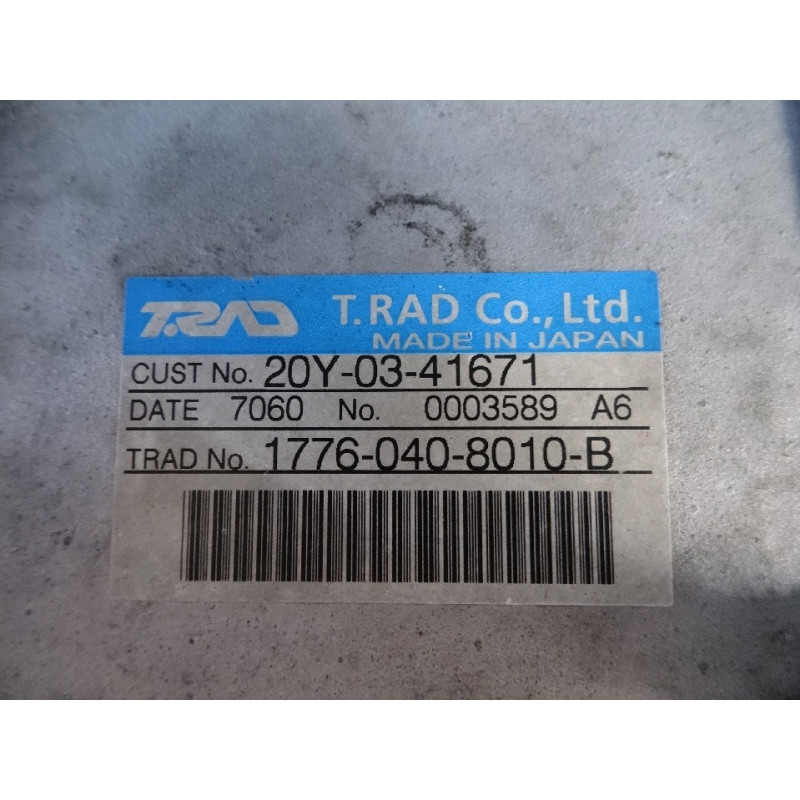 T.RAD T.RAD Co., Ltd.
MADE IN JAPAN
CUST No. 20Y-03-41671
DATE 7060 No. 0003589 A6
TRAD No. 1776-040-8010-B